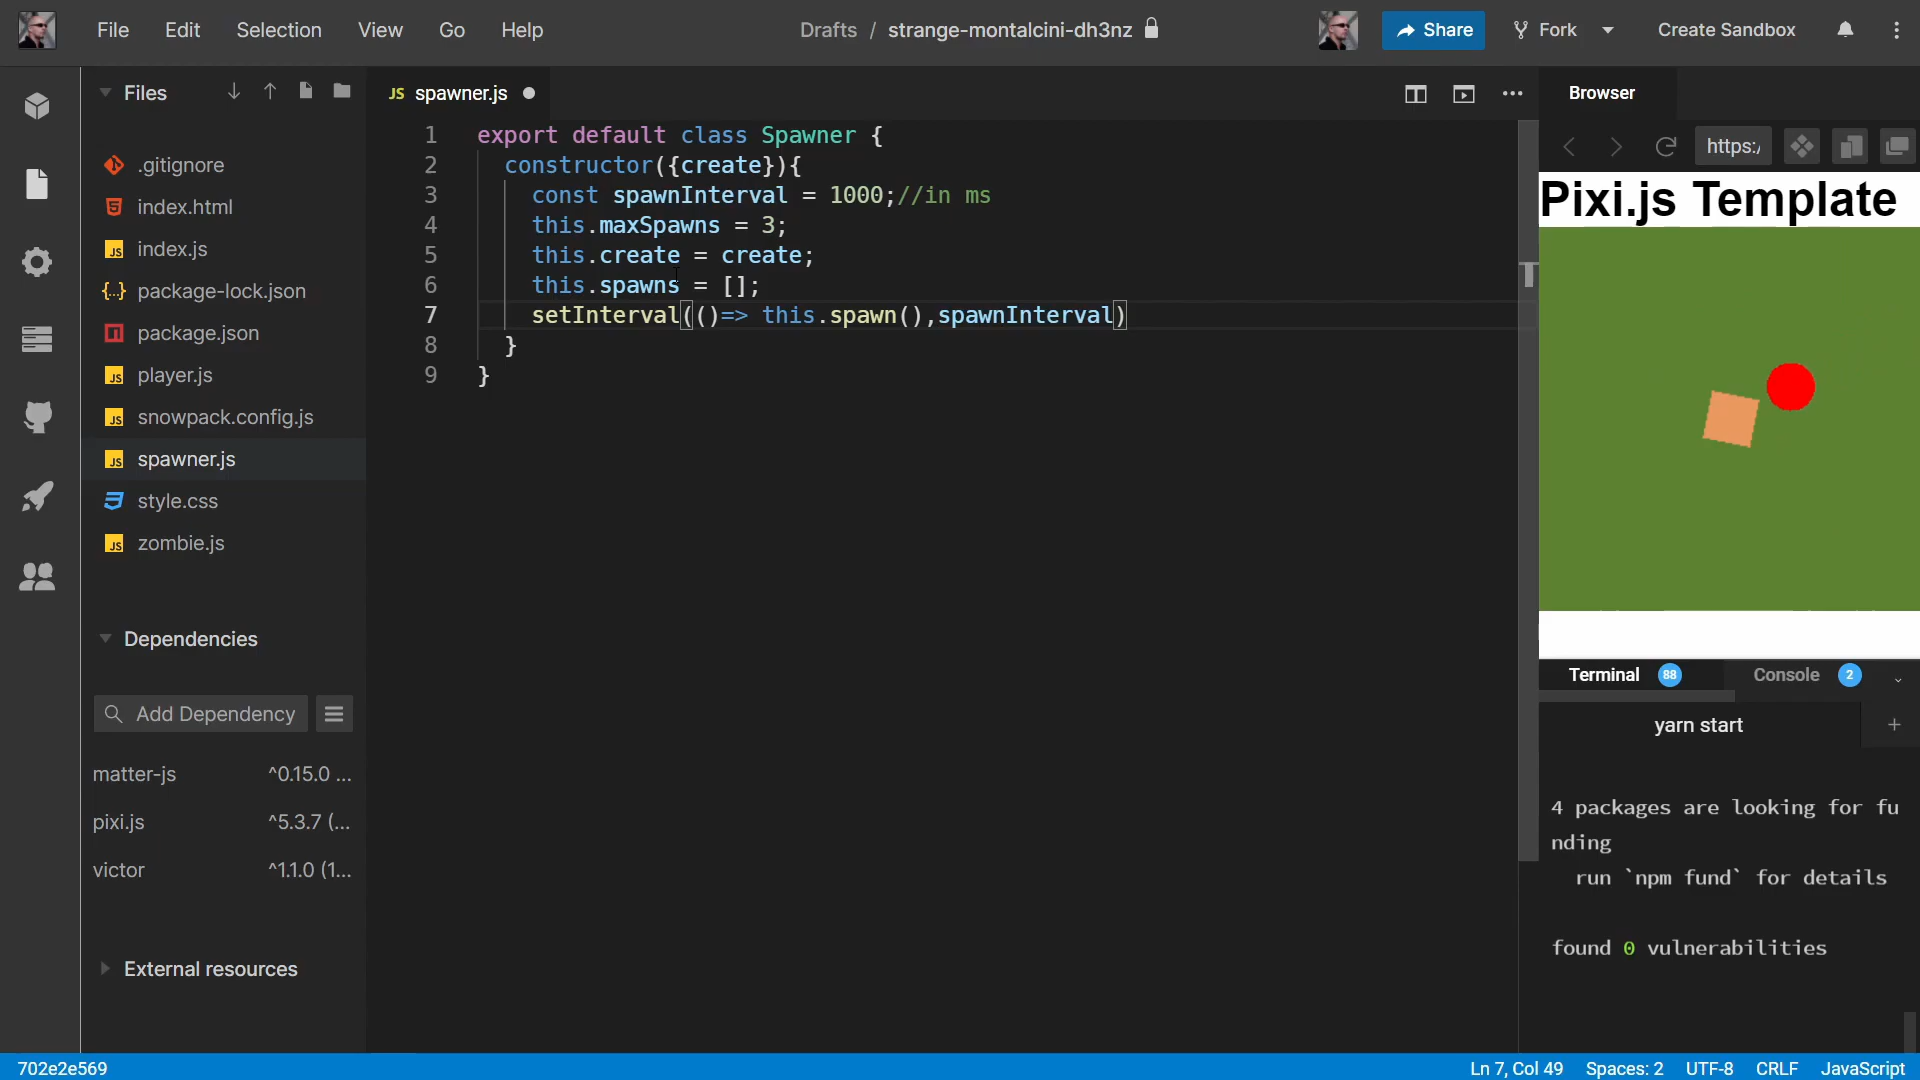 File Edit Selection View Go Help
Drafts / strange-montalcini-dh3nz
Share Fork Create Sandbox
Files
.gitignore
index.html
index.js
package-lock.json
package.json
player.js
snowpack.config.js
spawner.js
style.css
zombie.js
Dependencies
Add Dependency
matter-js ^0.15.0 ...
pixi.js ^5.3.7 (...
victor ^1.1.0 (1...
External resources
JS spawner.js
1 export default class Spawner {
2 constructor({create}){
3 const spawnInterval = 1000;//in ms
4 this.maxSpawns = 3;
5 this.create = create;
6 this.spawns = [];
7 setInterval(()=> this.spawn(),spawnInterval)
8 }
9 }
Browser
https:/
Pixi.js Template
Terminal 88 Console 2
yarn start
4 packages are looking for fu
nding
run `npm fund` for details
found 0 vulnerabilities
702e2e569
Ln 7, Col 49 Spaces: 2 UTF-8 CRLF JavaScript